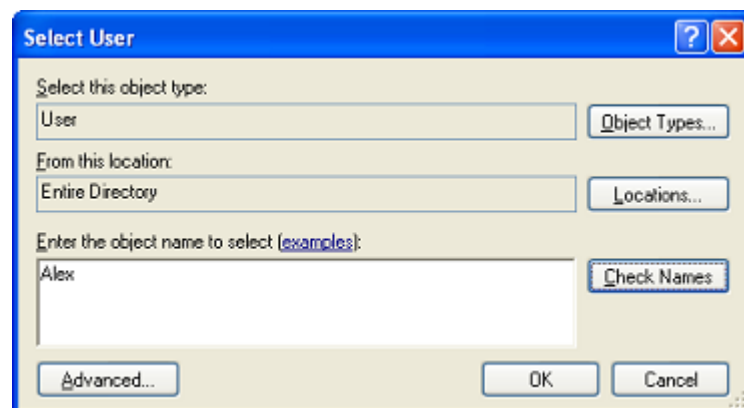 Select User
Select this object type:
User
Object Types...
From this location:
Entire Directory
Locations...
Enter the object name to select (examples):
Alex
Check Names
Advanced...
OK
Cancel